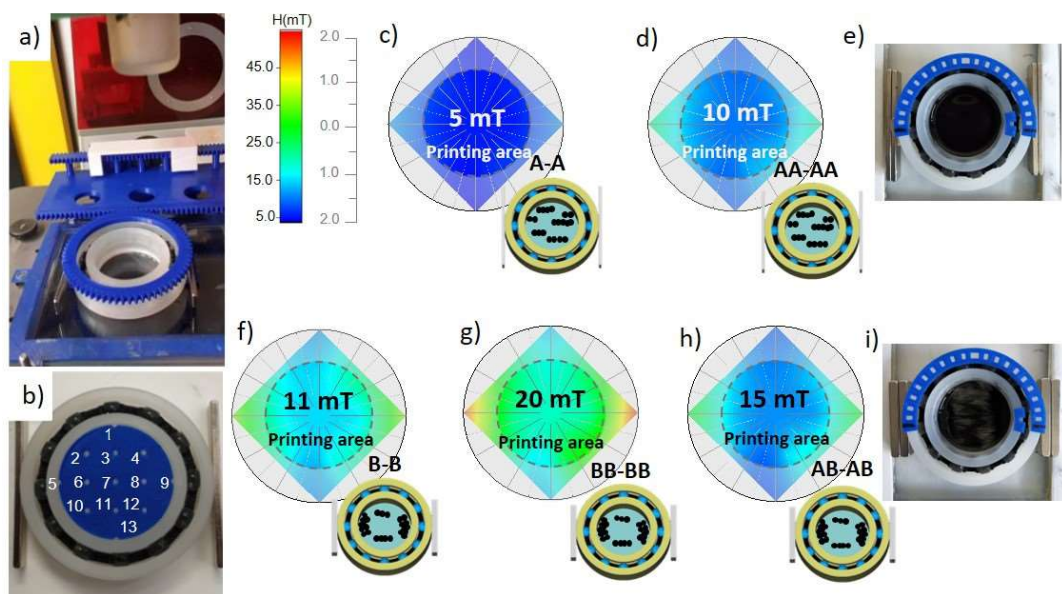 a)
H(mT)
45.0
35.0
25.0
15.0
5.0
2.0
1.0
0.0
1.0
2.0
c)
5 mT
Printing area
A-A
d)
10 mT
Printing area
AA-AA
e)
b)
1
2 3 4
5 6 7 8 9
10 11 12
13
f)
11 mT
Printing area
B-B
g)
20 mT
Printing area
BB-BB
h)
15 mT
Printing area
AB-AB
i)